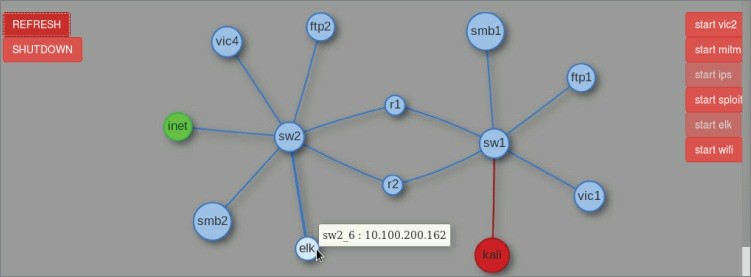 REFRESH
SHUTDOWN
vic4
ftp2
smb1
ftp1
r1
inet
sw2
sw1
r2
vic1
smb2
elk
sw2_6 : 10.100.200.162
kali
start vic2
start mitm
start ips
start sploit
start elk
start wifi